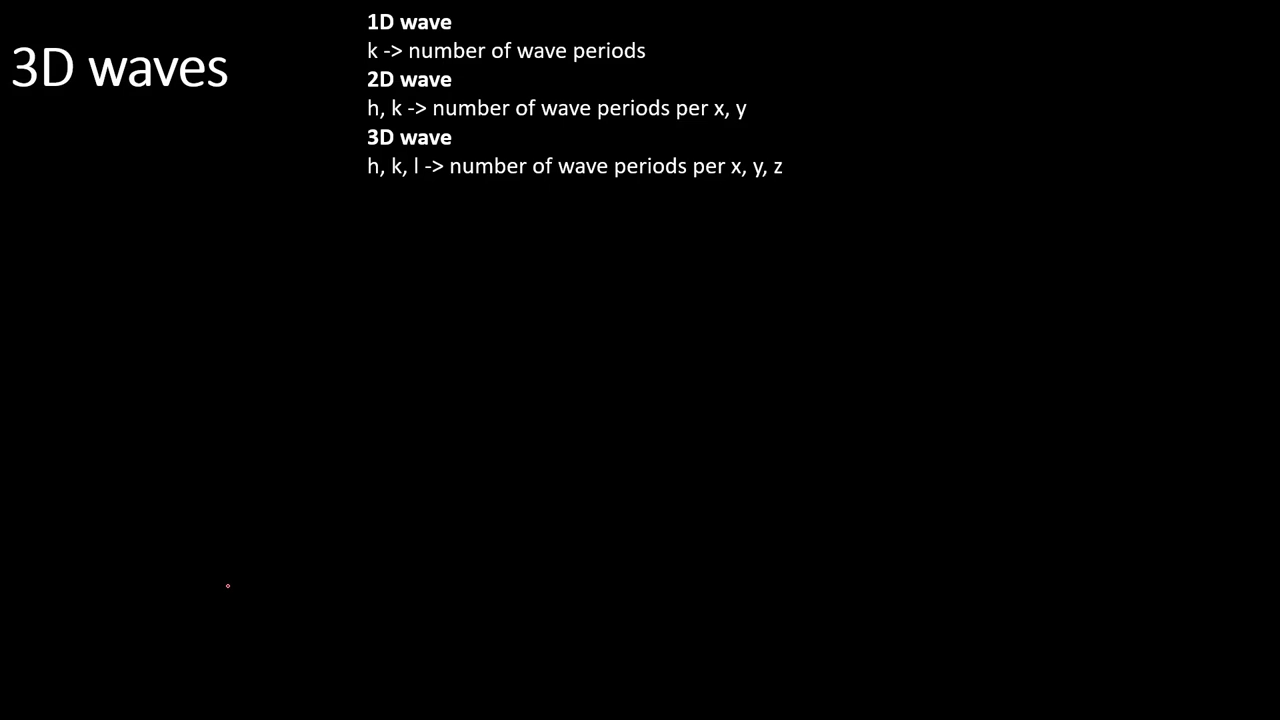 3D waves
1D wave
k -> number of wave periods
2D wave
h, k -> number of wave periods per x, y
3D wave
h, k, l -> number of wave periods per x, y, z